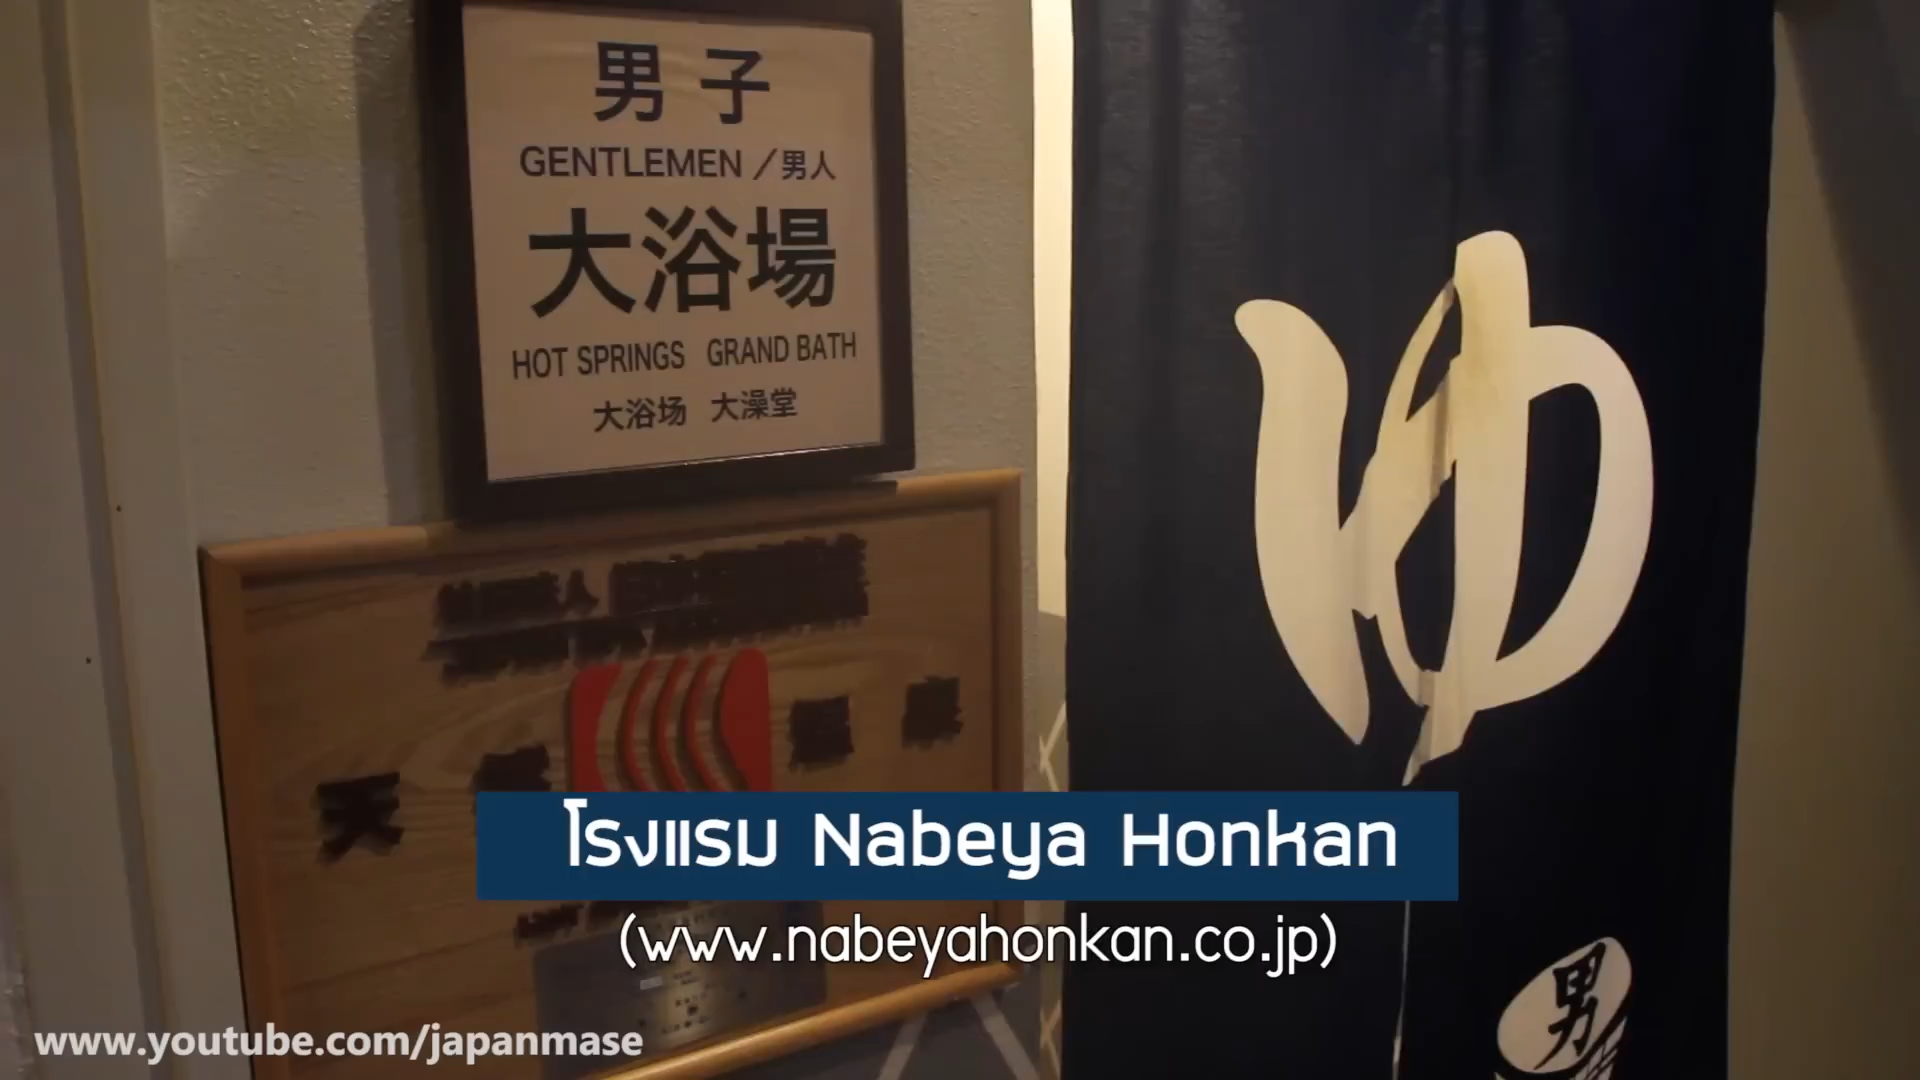 男子
GENTLEMEN／男人
大浴場
HOT SPRINGS GRAND BATH
大浴场 大澡堂
ゆ
男
โรงแรม Nabeya Honkan
(www.nabeyahonkan.co.jp)
www.youtube.com/japanmase